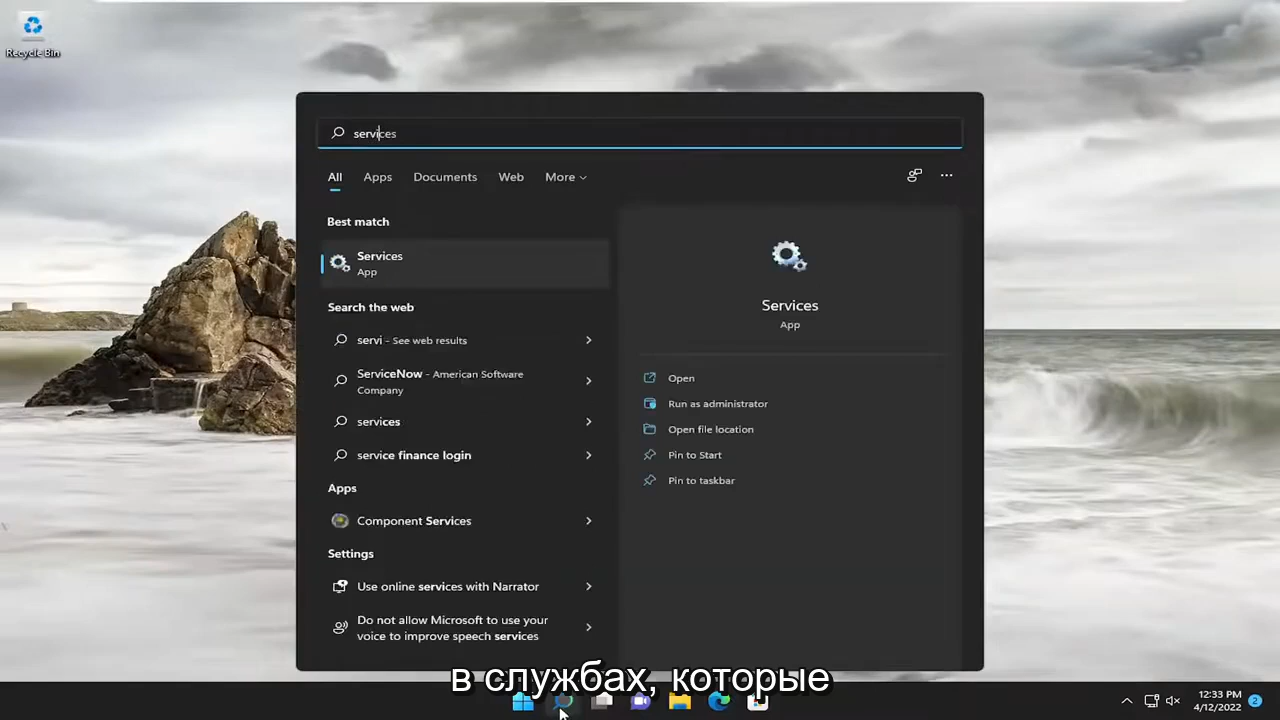 Recycle Bin
services
All Apps Documents Web More
Best match
Services
App
Search the web
servi - See web results
ServiceNow - American Software
Company
services
service finance login
Apps
Component Services
Settings
Use online services with Narrator
Do not allow Microsoft to use your
voice to improve speech services
Services
App
Open
Run as administrator
Open file location
Pin to Start
Pin to taskbar
в службах, которые
12:33 PM
4/12/2022
2